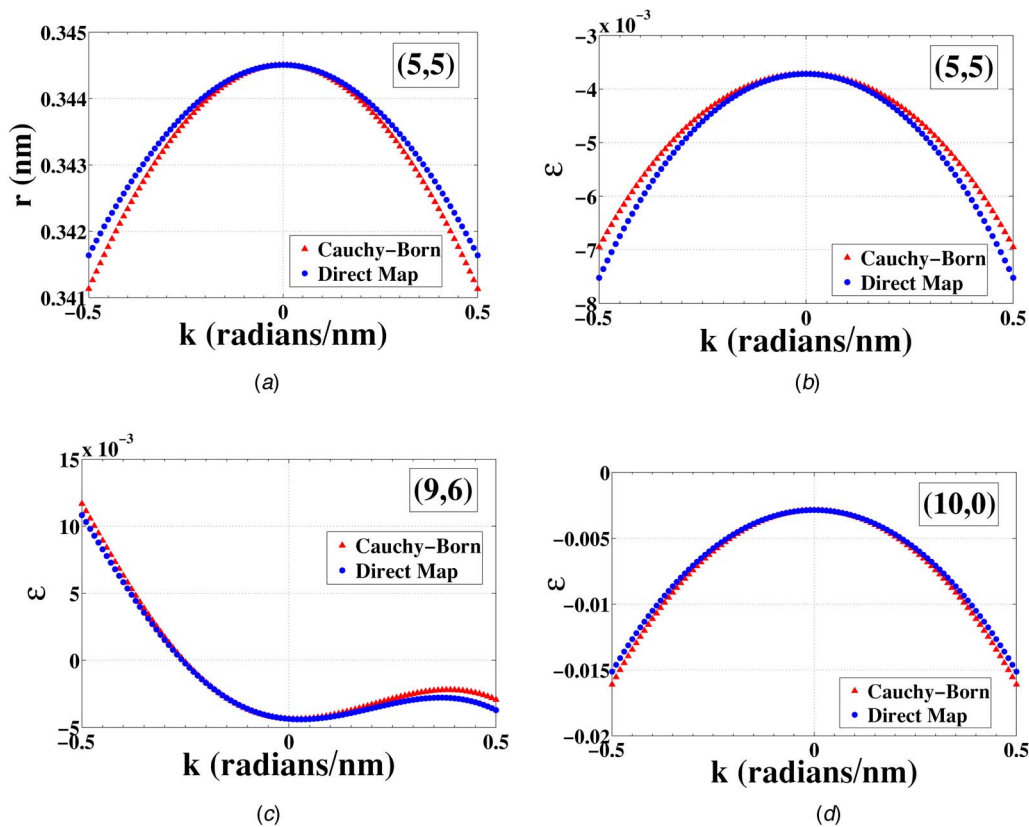 0.345
0.344
0.343
0.342
0.341
r (nm)
(5,5)
Cauchy-Born
Direct Map
-0.5
0
0.5
k (radians/nm)
(a)
x 10⁻³
-3
-4
-5
-6
-7
-8
ε
(5,5)
Cauchy-Born
Direct Map
-0.5
0
0.5
k (radians/nm)
(b)
x 10⁻³
15
10
5
0
-5
ε
(9,6)
Cauchy-Born
Direct Map
-0.5
0
0.5
k (radians/nm)
(c)
0
-0.005
-0.01
-0.015
-0.02
ε
(10,0)
Cauchy-Born
Direct Map
-0.5
0
0.5
k (radians/nm)
(d)